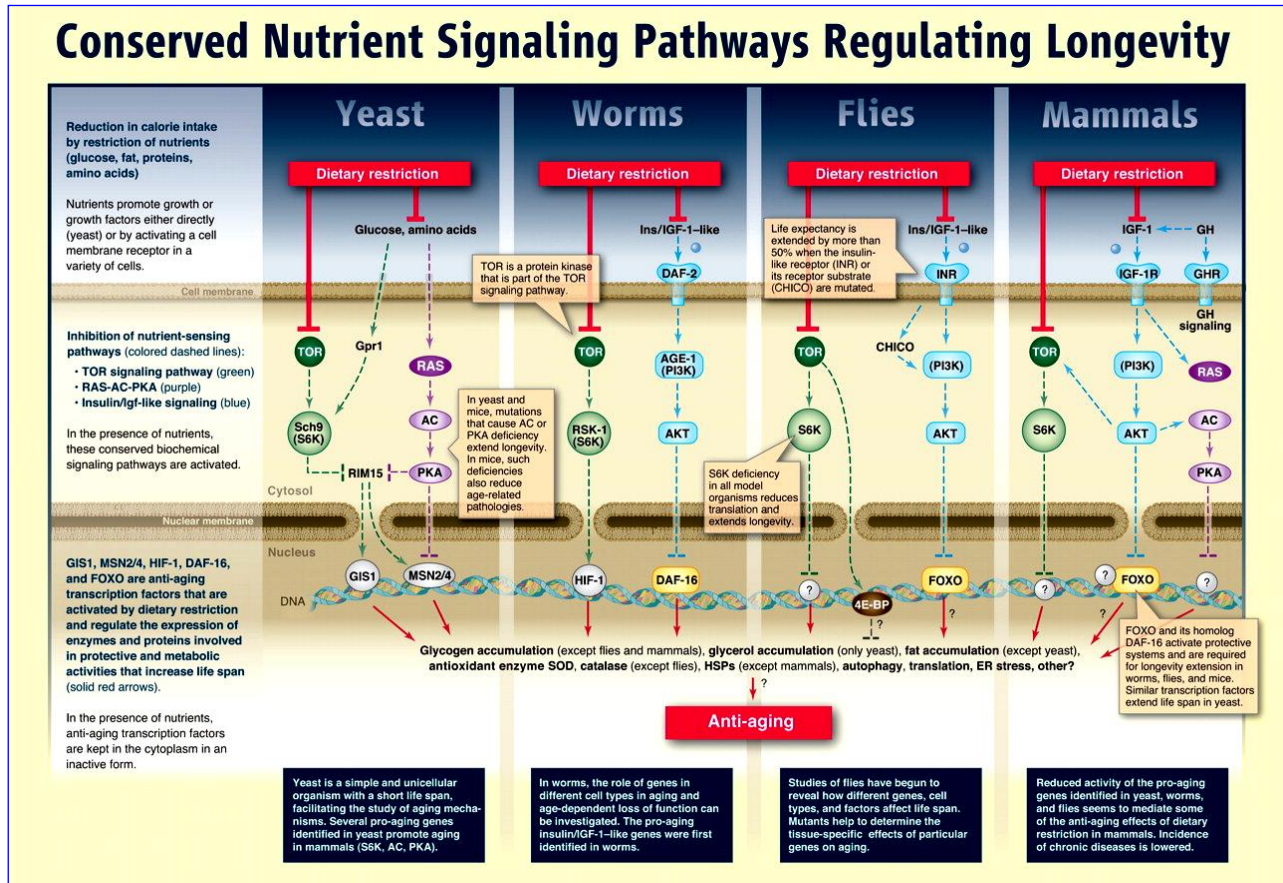 Conserved Nutrient Signaling Pathways Regulating Longevity
Reduction in calorie intake
by restriction of nutrients
(glucose, fat, proteins,
amino acids)
Nutrients promote growth or
growth factors either directly
(yeast) or by activating a cell
membrane receptor in a
variety of cells.
Cell membrane
Inhibition of nutrient-sensing
pathways (colored dashed lines):
• TOR signaling pathway (green)
• RAS-AC-PKA (purple)
• Insulin/Igf-like signaling (blue)
In the presence of nutrients,
these conserved biochemical
signaling pathways are activated.
Cytosol
Nuclear membrane
Nucleus
GIS1, MSN2/4, HIF-1, DAF-16,
and FOXO are anti-aging
transcription factors that are
activated by dietary restriction
and regulate the expression of
enzymes and proteins involved
in protective and metabolic
activities that increase life span
(solid red arrows).
In the presence of nutrients,
anti-aging transcription factors
are kept in the cytoplasm in an
inactive form.
DNA
Yeast
Dietary restriction
Glucose, amino acids
TOR
Gpr1
RAS
Sch9
(S6K)
AC
RIM15
PKA
In yeast and
mice, mutations
that cause AC or
PKA deficiency
extend longevity.
In mice, such
deficiencies
also reduce
age-related
pathologies.
GIS1
MSN2/4
Worms
Dietary restriction
Ins/IGF-1–like
TOR is a protein kinase
that is part of the TOR
signaling pathway.
DAF-2
TOR
AGE-1
(PI3K)
RSK-1
(S6K)
AKT
HIF-1
DAF-16
Flies
Dietary restriction
Life expectancy is
extended by more than
50% when the insulin-
like receptor (INR) or
its receptor substrate
(CHICO) are mutated.
Ins/IGF-1–like
INR
TOR
CHICO
(PI3K)
S6K
AKT
S6K deficiency
in all model
organisms reduces
translation and
extends longevity.
?
4E-BP
?
FOXO
?
Mammals
Dietary restriction
IGF-1
GH
IGF-1R
GHR
GH
signaling
TOR
(PI3K)
RAS
S6K
AKT
AC
PKA
?
?
FOXO
?
?
FOXO and its homolog
DAF-16 activate protective
systems and are required
for longevity extension in
worms, flies, and mice.
Similar transcription factors
extend life span in yeast.
Glycogen accumulation (except flies and mammals), glycerol accumulation (only yeast), fat accumulation (except yeast),
antioxidant enzyme SOD, catalase (except flies), HSPs (except mammals), autophagy, translation, ER stress, other?
?
Anti-aging
Yeast is a simple and unicellular
organism with a short life span,
facilitating the study of aging mecha-
nisms. Several pro-aging genes
identified in yeast promote aging
in mammals (S6K, AC, PKA).
In worms, the role of genes in
different cell types in aging and
age-dependent loss of function can
be investigated. The pro-aging
insulin/IGF-1–like genes were first
identified in worms.
Studies of flies have begun to
reveal how different genes, cell
types, and factors affect life span.
Mutants help to determine the
tissue-specific effects of particular
genes on aging.
Reduced activity of the pro-aging
genes identified in yeast, worms,
and flies seems to mediate some
of the anti-aging effects of dietary
restriction in mammals. Incidence
of chronic diseases is lowered.